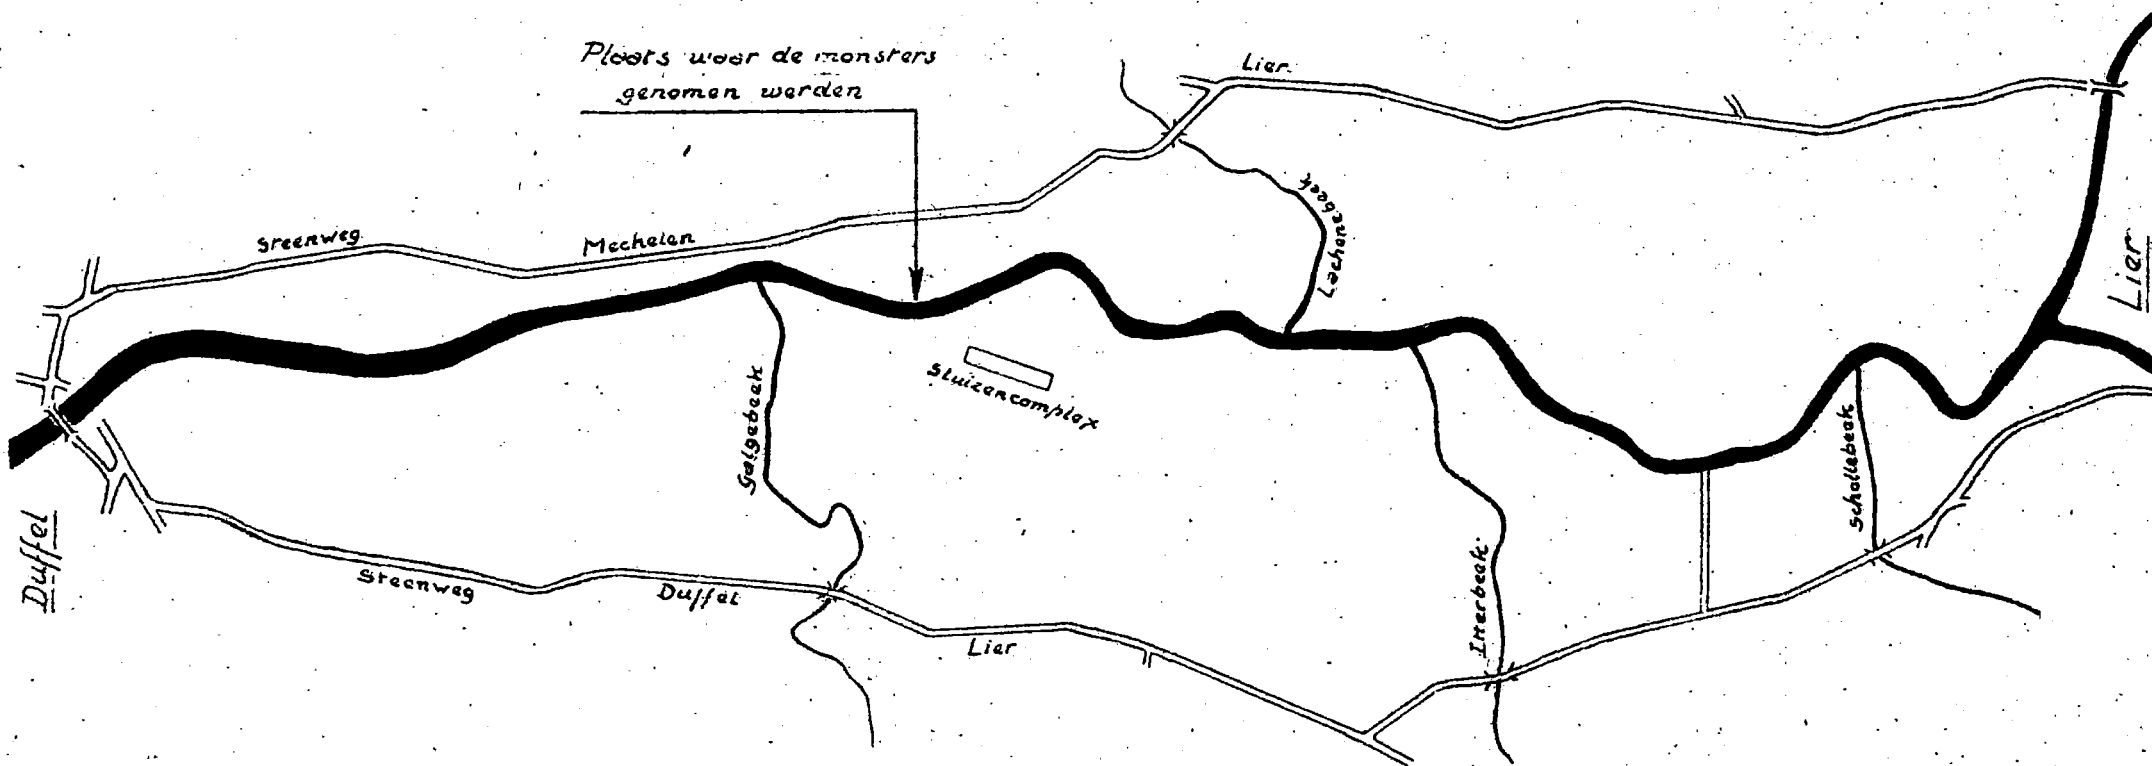 Plaats waar de monsters
genomen werden
Lier
Steenweg
Mechelen
Lachenebeek
Lier
Sluizencomplex
Galgebeek
Schollebeek
Duffel
Steenweg
Duffel
Lier
Itterbeek